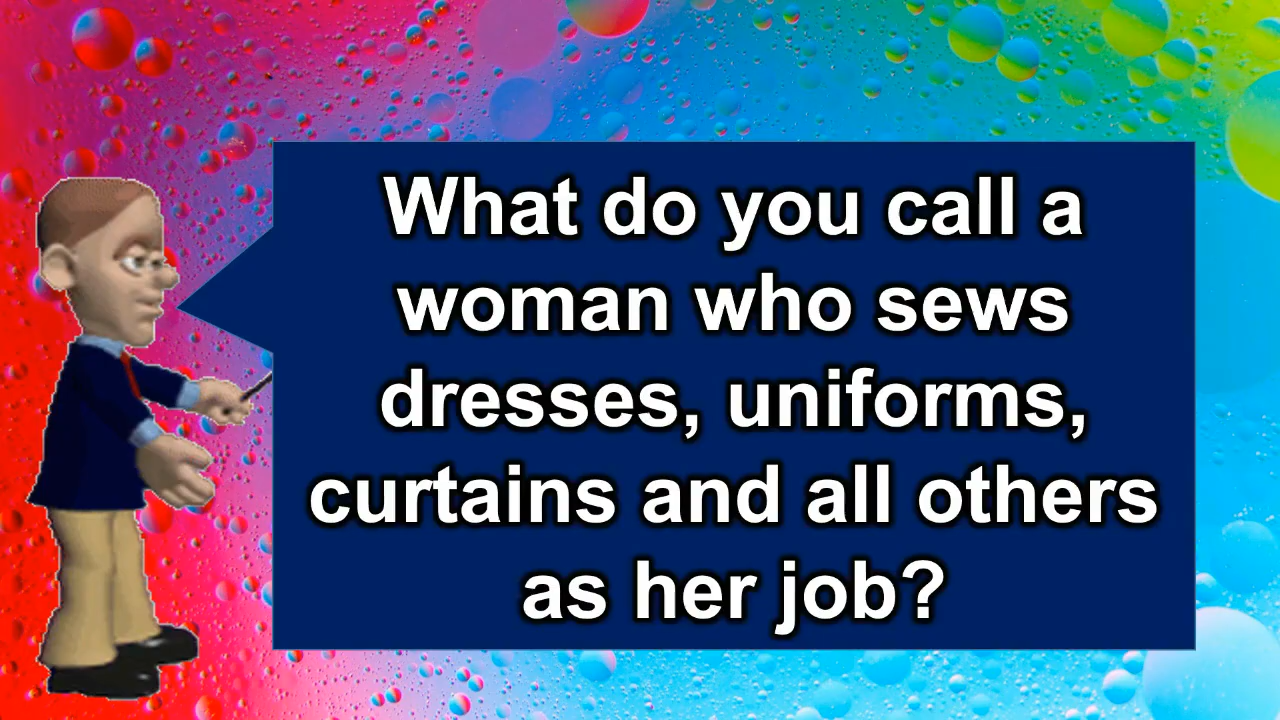 What do you call a
woman who sews
dresses, uniforms,
curtains and all others
as her job?